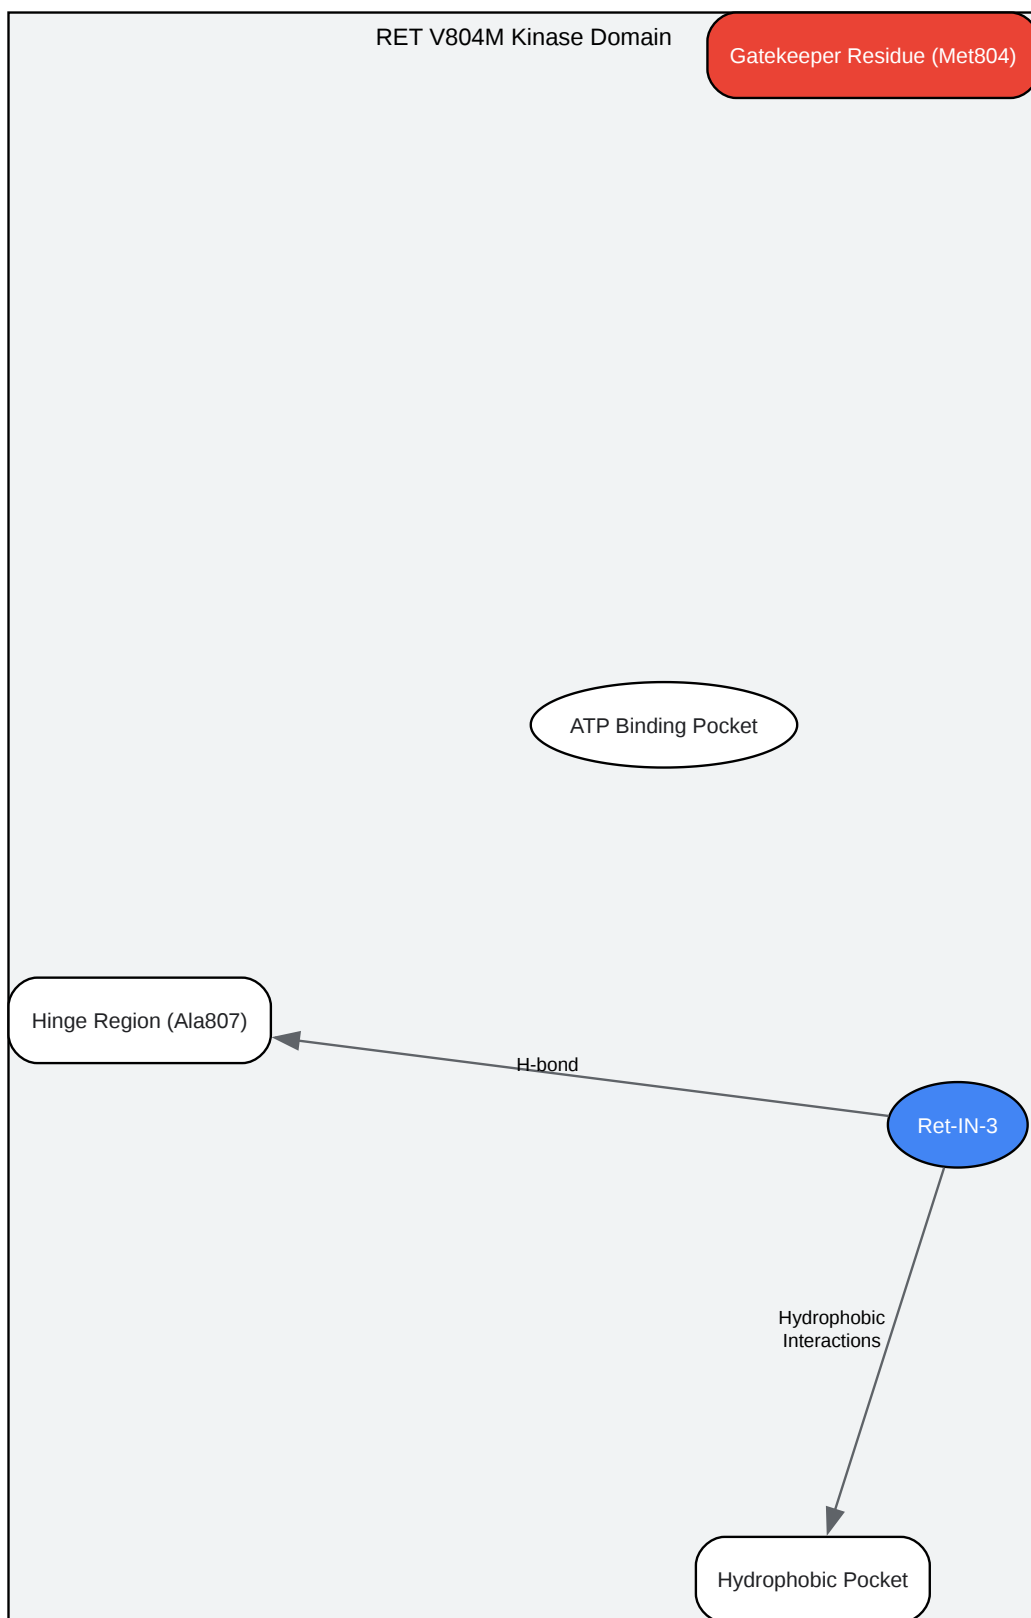 RET V804M Kinase Domain
Gatekeeper Residue (Met804)
ATP Binding Pocket
Hinge Region (Ala807)
H-bond
Ret-IN-3
Hydrophobic
Interactions
Hydrophobic Pocket